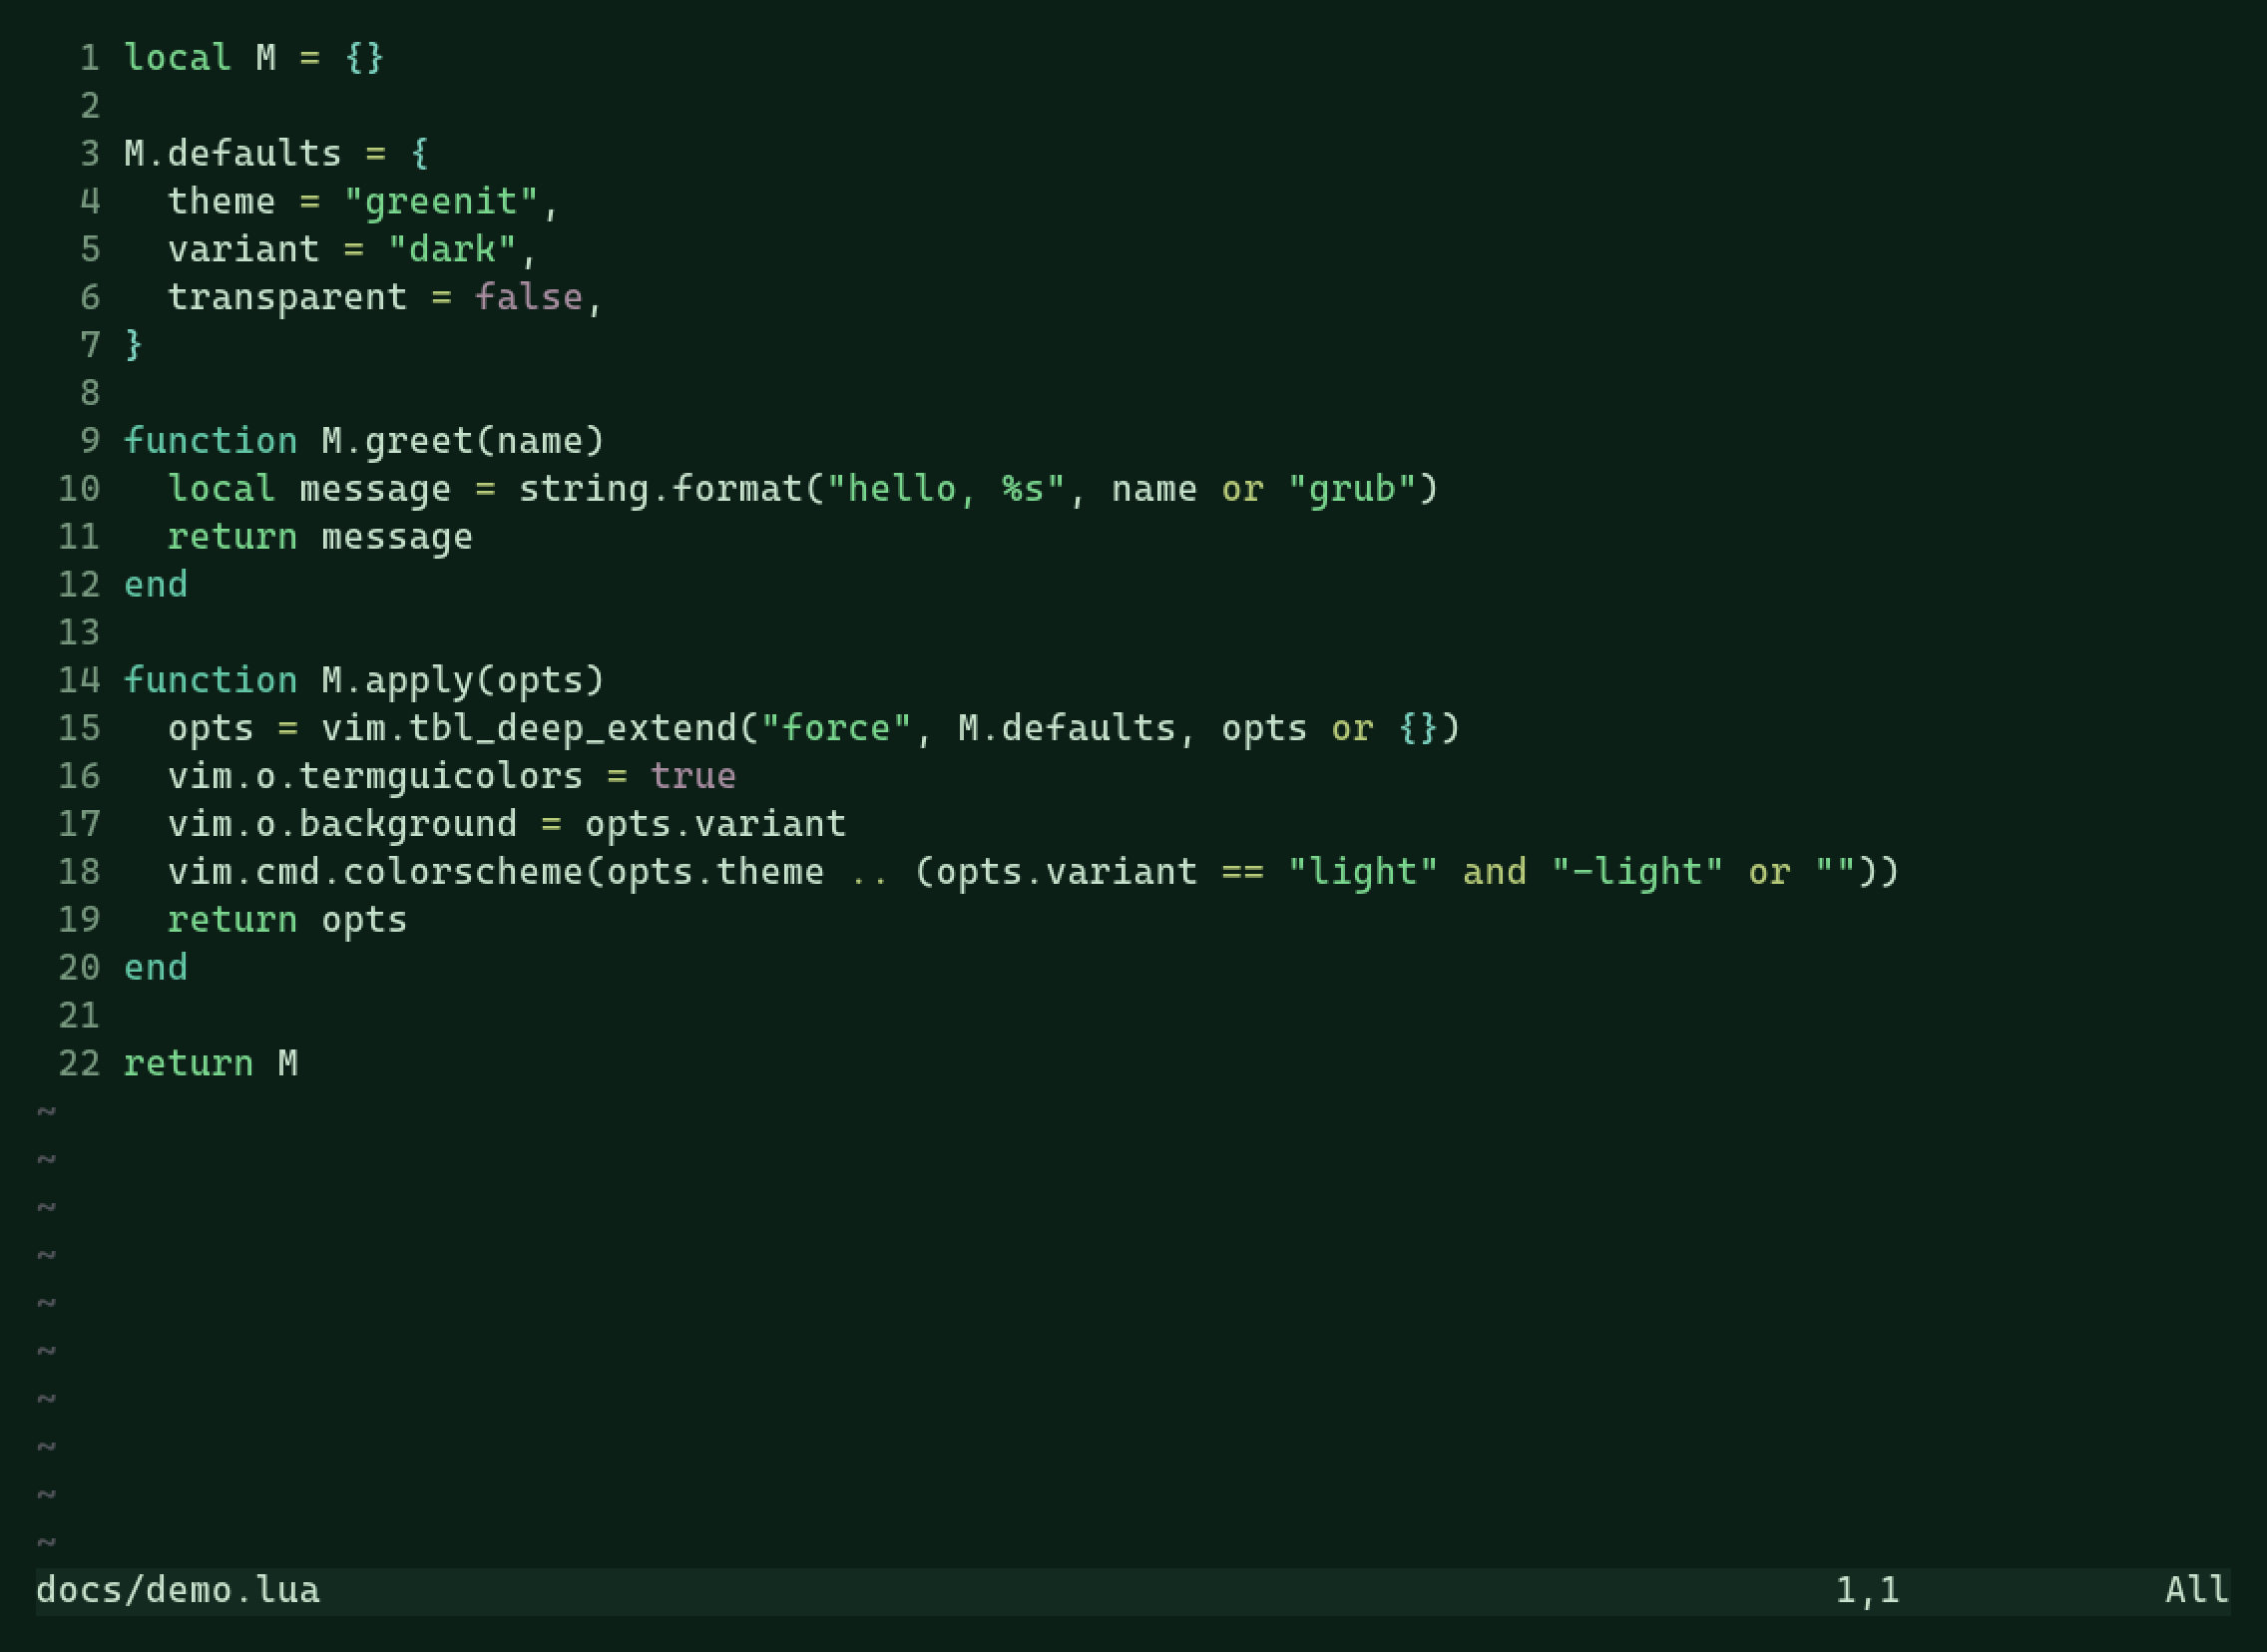 1 local M = {}
2
3 M.defaults = {
4   theme = "greenit",
5   variant = "dark",
6   transparent = false,
7 }
8
9 function M.greet(name)
10   local message = string.format("hello, %s", name or "grub")
11   return message
12 end
13
14 function M.apply(opts)
15   opts = vim.tbl_deep_extend("force", M.defaults, opts or {})
16   vim.o.termguicolors = true
17   vim.o.background = opts.variant
18   vim.cmd.colorscheme(opts.theme .. (opts.variant == "light" and "-light" or ""))
19   return opts
20 end
21
22 return M
~
~
~
~
~
~
~
~
~
~
docs/demo.lua 1,1 All